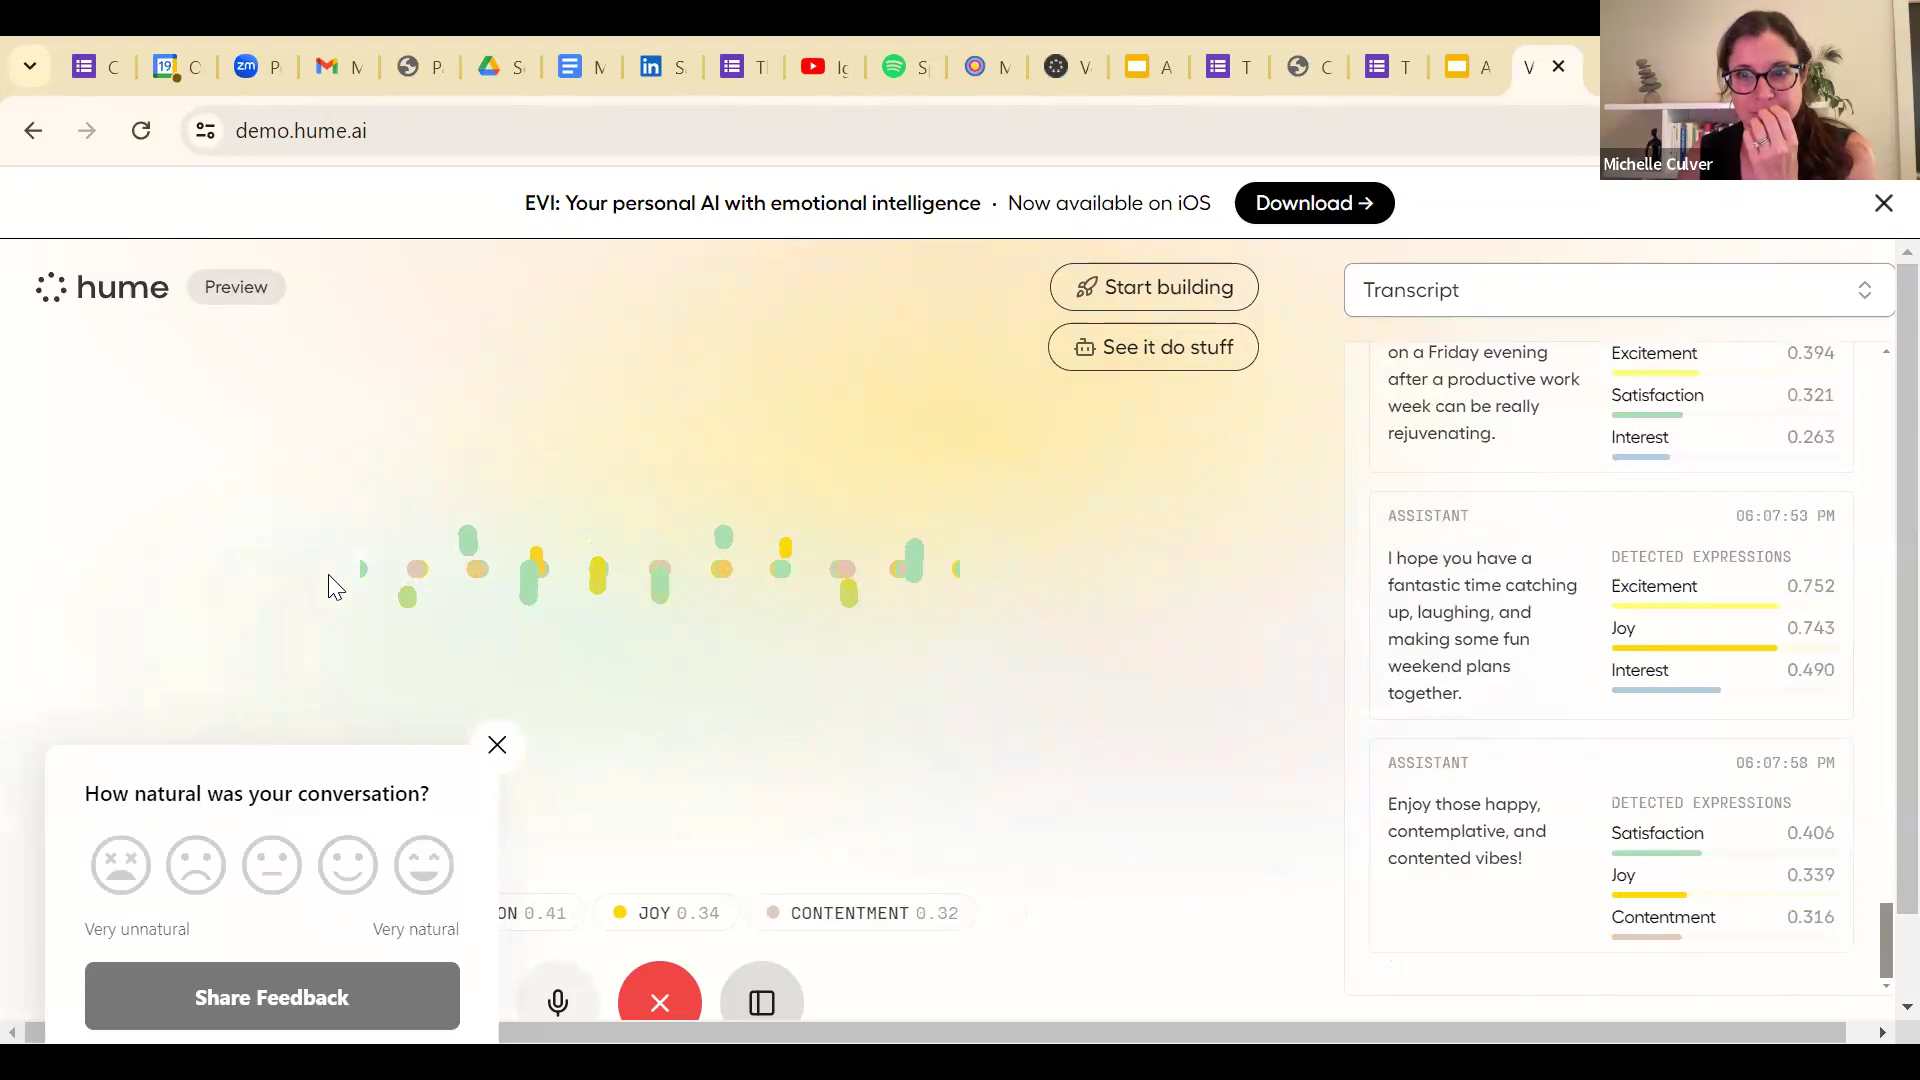 C
19
O
zm
P
M
P
S
M
in
S
T
Ig
Sp
M
V
A
T
C
T
A
V
demo.hume.ai
Michelle Culver
EVI: Your personal AI with emotional intelligence · Now available on iOS
Download →
hume
Preview
Start building
See it do stuff
Transcript
on a Friday evening
after a productive work
week can be really
rejuvenating.
Excitement 0.394
Satisfaction 0.321
Interest 0.263
ASSISTANT 06:07:53 PM
I hope you have a
fantastic time catching
up, laughing, and
making some fun
weekend plans
together.
DETECTED EXPRESSIONS
Excitement 0.752
Joy 0.743
Interest 0.490
ASSISTANT 06:07:58 PM
Enjoy those happy,
contemplative, and
contented vibes!
DETECTED EXPRESSIONS
Satisfaction 0.406
Joy 0.339
Contentment 0.316
How natural was your conversation?
Very unnatural
Very natural
Share Feedback
ON 0.41
JOY 0.34
CONTENTMENT 0.32